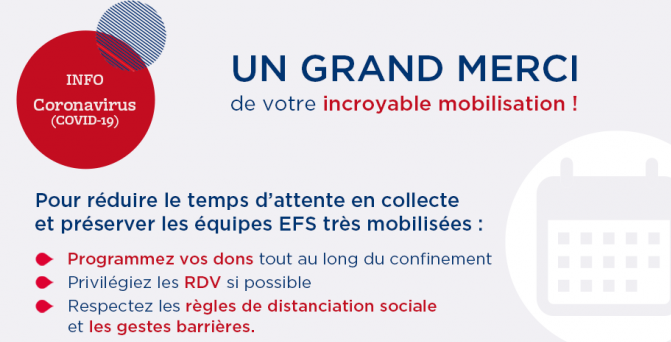 INFO
Coronavirus
(COVID-19)
UN GRAND MERCI
de votre incroyable mobilisation !
Pour réduire le temps d'attente en collecte
et préserver les équipes EFS très mobilisées :
Programmez vos dons tout au long du confinement
Privilégiez les RDV si possible
Respectez les règles de distanciation sociale
et les gestes barrières.